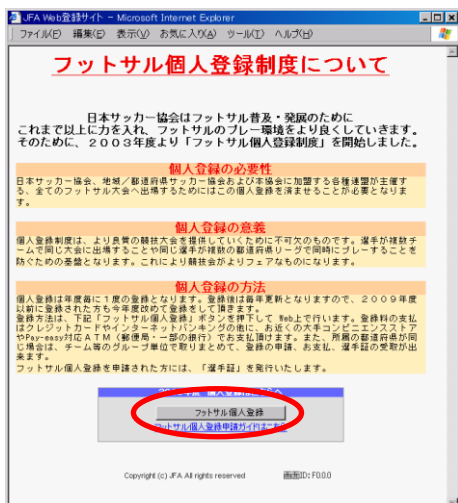 JFA Web登録サイト - Microsoft Internet Explorer
ファイル(F) 編集(E) 表示(V) お気に入り(A) ツール(T) ヘルプ(H)
フットサル個人登録制度について
日本サッカー協会はフットサル普及・発展のために
これまで以上に力を入れ、フットサルのプレー環境をより良くしていきます。
そのために、２００３年度より「フットサル個人登録制度」を開始しました。
個人登録の必要性
日本サッカー協会、地域／都道府県サッカー協会および本協会に加盟する各種連盟が主催す
る、全てのフットサル大会へ出場するためにはこの個人登録を済ませることが必要となりま
す。
個人登録の意義
個人登録制度は、より良質の競技大会を提供していくために不可欠のものです。選手が複数チ
ームで同じ大会に出場することや同じ選手が複数の都道府県リーグで同時にプレーすることを
防ぐための基盤となります。これにより競技会がよりフェアなものになります。
個人登録の方法
個人登録は年度毎に１度の登録となります。登録後は毎年更新となりますので、２００９年度
以前に登録された方も今年度改めて登録をして頂きます。
登録方法は、下記「フットサル個人登録」ボタンを押下して Web上で行います。登録料の支払
はクレジットカードやインターネットバンキングの他に、お近くの大手コンビニエンスストア
やPay-easy対応ＡＴＭ（郵便局・一部の銀行）でお支払頂けます。また、所属の都道府県が同
じ場合は、チーム等のグループ単位で取りまとめて、登録の申請、お支払、選手証の受取が出
来ます。
フットサル個人登録を申請された方には、「選手証」を発行いたします。
年度 個人登録
フットサル個人登録
フットサル個人登録申請ガイドはこちら
Copyright (c) JFA All rights reserved 画面ID: F0.0.0